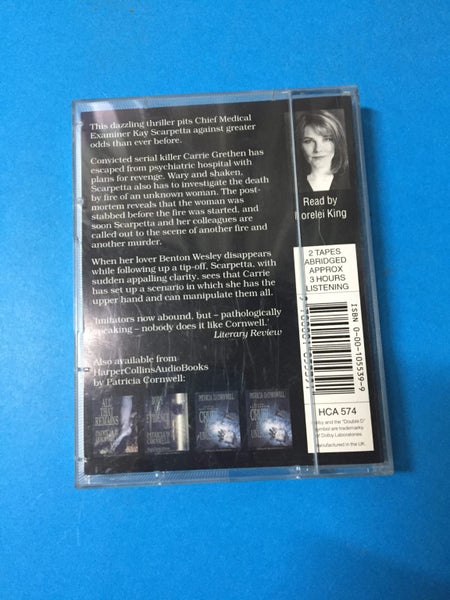 This dazzling thriller pits Chief Medical
Examiner Kay Scarpetta against greater
odds than ever before.
Convicted serial killer Carrie Grethen has
escaped from psychiatric hospital with
plans for revenge. Wary and shaken,
Scarpetta also has to investigate the death
by fire of an unknown woman. The post-
mortem reveals that the woman was
stabbed before the fire was started, and
soon Scarpetta and her colleagues are
called out to the scene of another fire and
another murder.
When her lover Benton Wesley disappears
while following up a tip-off, Scarpetta, with
sudden appalling clarity, sees that Carrie
has set up a scenario in which she has the
upper hand and can manipulate them all.
'Imitators now abound, but – pathologically
speaking – nobody does it like Cornwell.'
Literary Review
Also available from
HarperCollinsAudioBooks
by Patricia Cornwell:
ALL
THAT
REMAINS
PATRICIA D. CORNWELL
PATRICIA D. CORNWELL
Read by
Lorelei King
2 TAPES
ABRIDGED
APPROX
3 HOURS
LISTENING
ISBN 0-00-105539-9
HCA 574
and the "Double D"
symbol are trademarks
of Dolby Laboratories.
Manufactured in the UK.